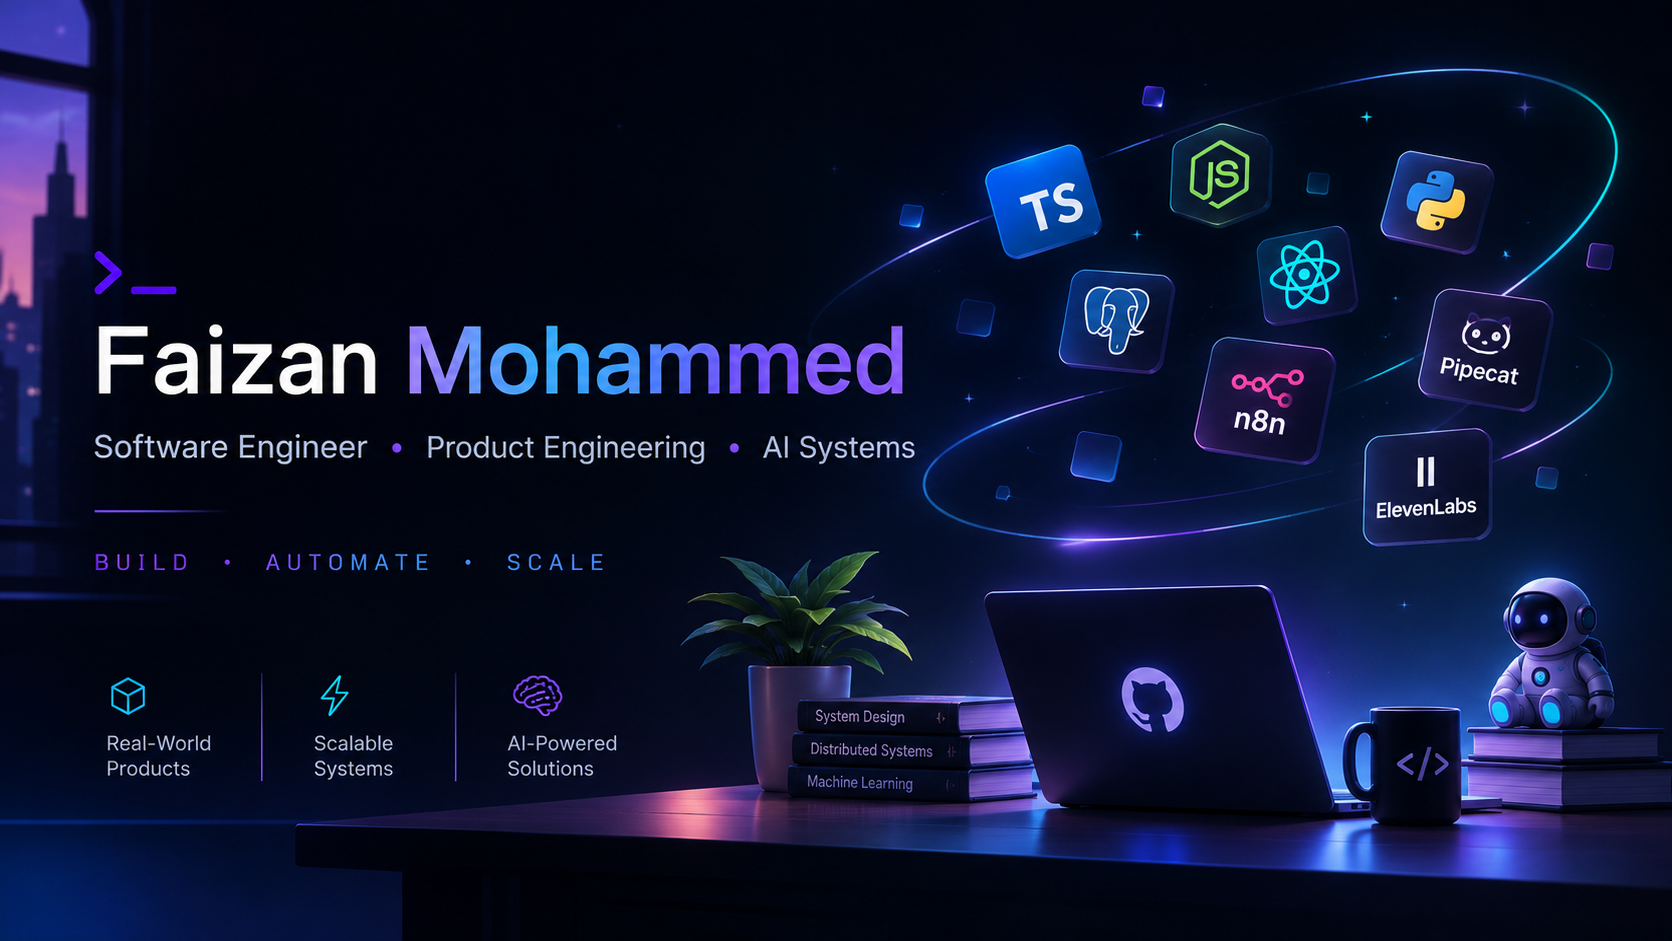 >_
Faizan Mohammed
Software Engineer • Product Engineering • AI Systems
BUILD • AUTOMATE • SCALE
Real-World
Products
Scalable
Systems
AI-Powered
Solutions
TS
JS
Pipecat
n8n
ElevenLabs
System Design
Distributed Systems
Machine Learning
</>